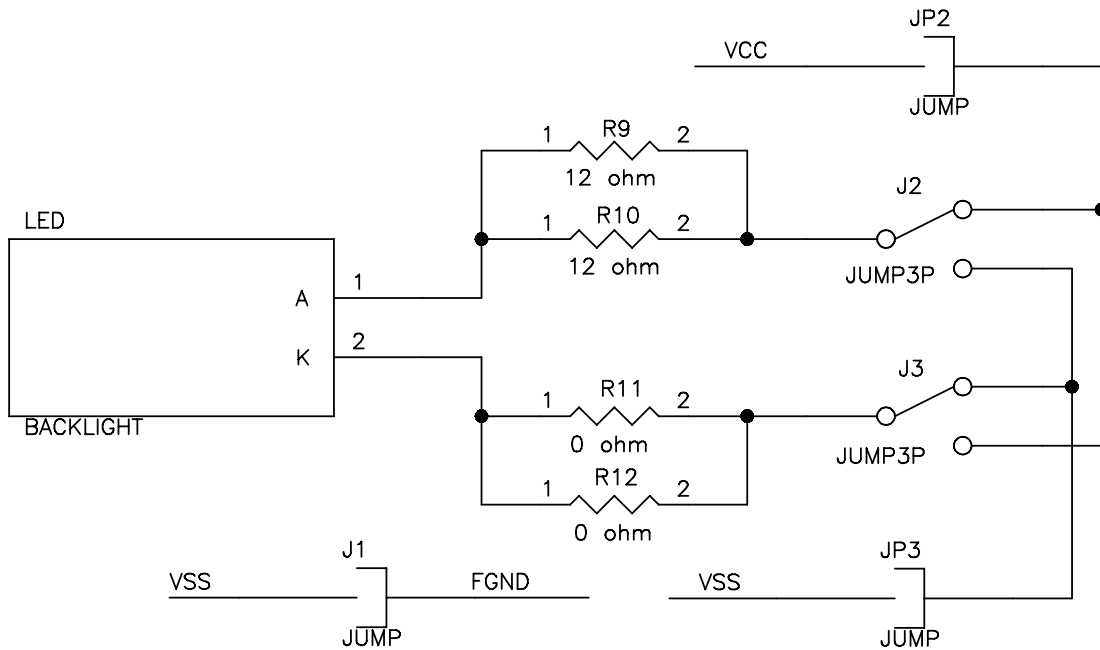 JP2
VCC
JUMP
1 R9 2
12 ohm
J2
1 R10 2
12 ohm
JUMP3P
LED
A 1
K 2
BACKLIGHT
J3
1 R11 2
0 ohm
JUMP3P
1 R12 2
0 ohm
J1
VSS FGND
JUMP
JP3
VSS
JUMP